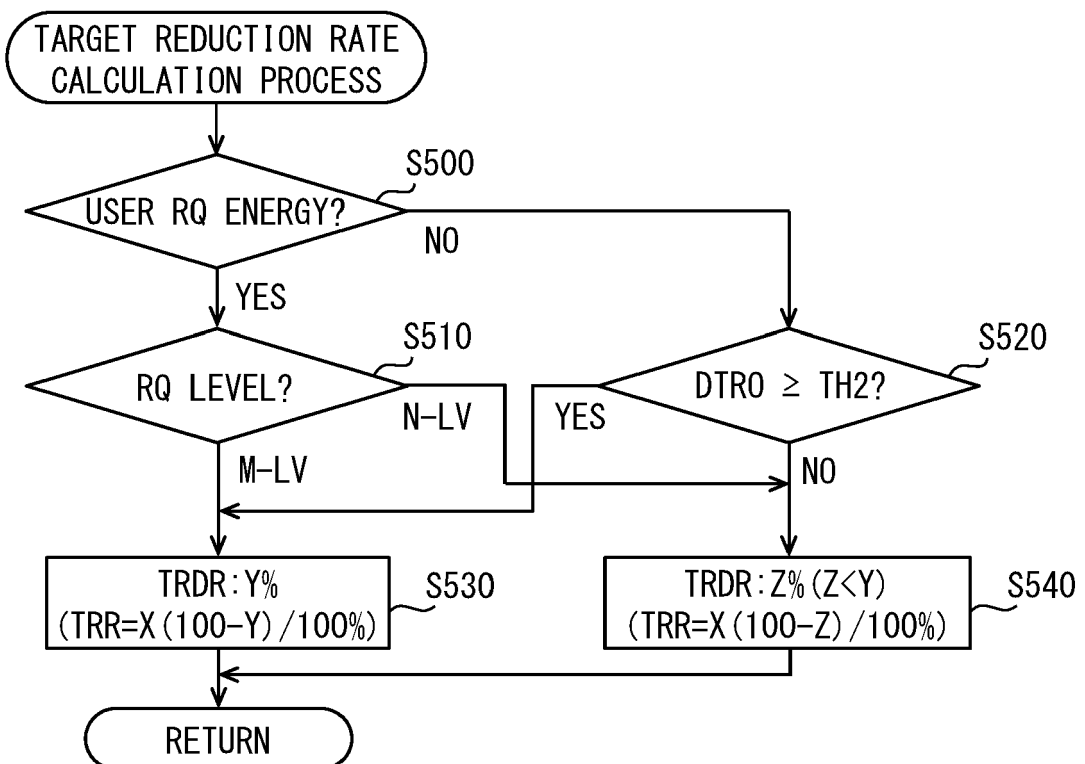 TARGET REDUCTION RATE
CALCULATION PROCESS
S500
USER RQ ENERGY?
NO
YES
S510
RQ LEVEL?
N-LV
M-LV
S520
DTRO ≥ TH2?
YES
NO
TRDR:Y%
(TRR=X(100-Y)/100%)
S530
TRDR:Z%(Z<Y)
(TRR=X(100-Z)/100%)
S540
RETURN